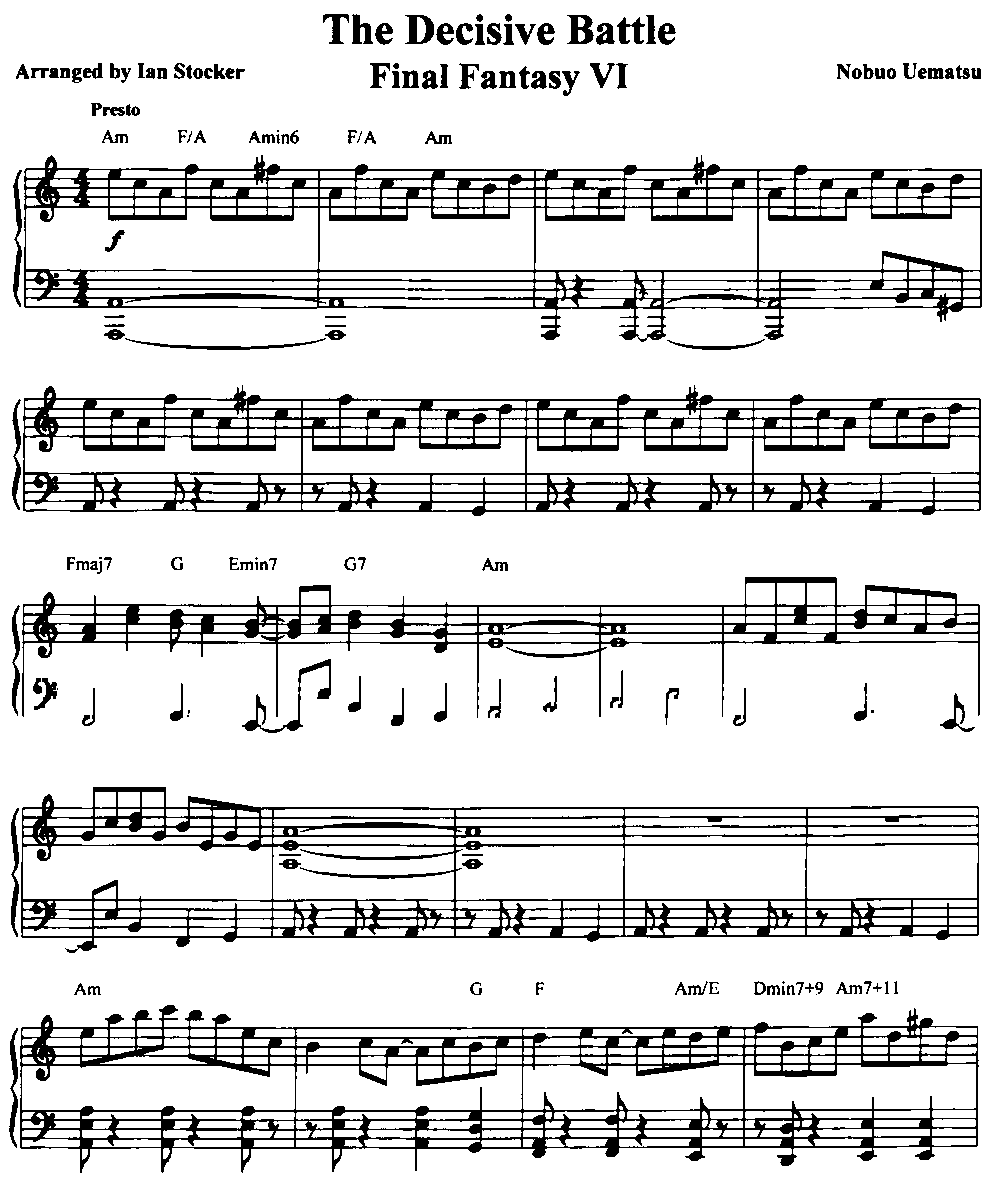 The Decisive Battle
Arranged by Ian Stocker Final Fantasy VI Nobuo Uematsu
Presto
Am F/A Amin6 F/A Am
f
Fmaj7 G Emin7 G7 Am
Am G F Am/E Dmin7+9 Am7+11